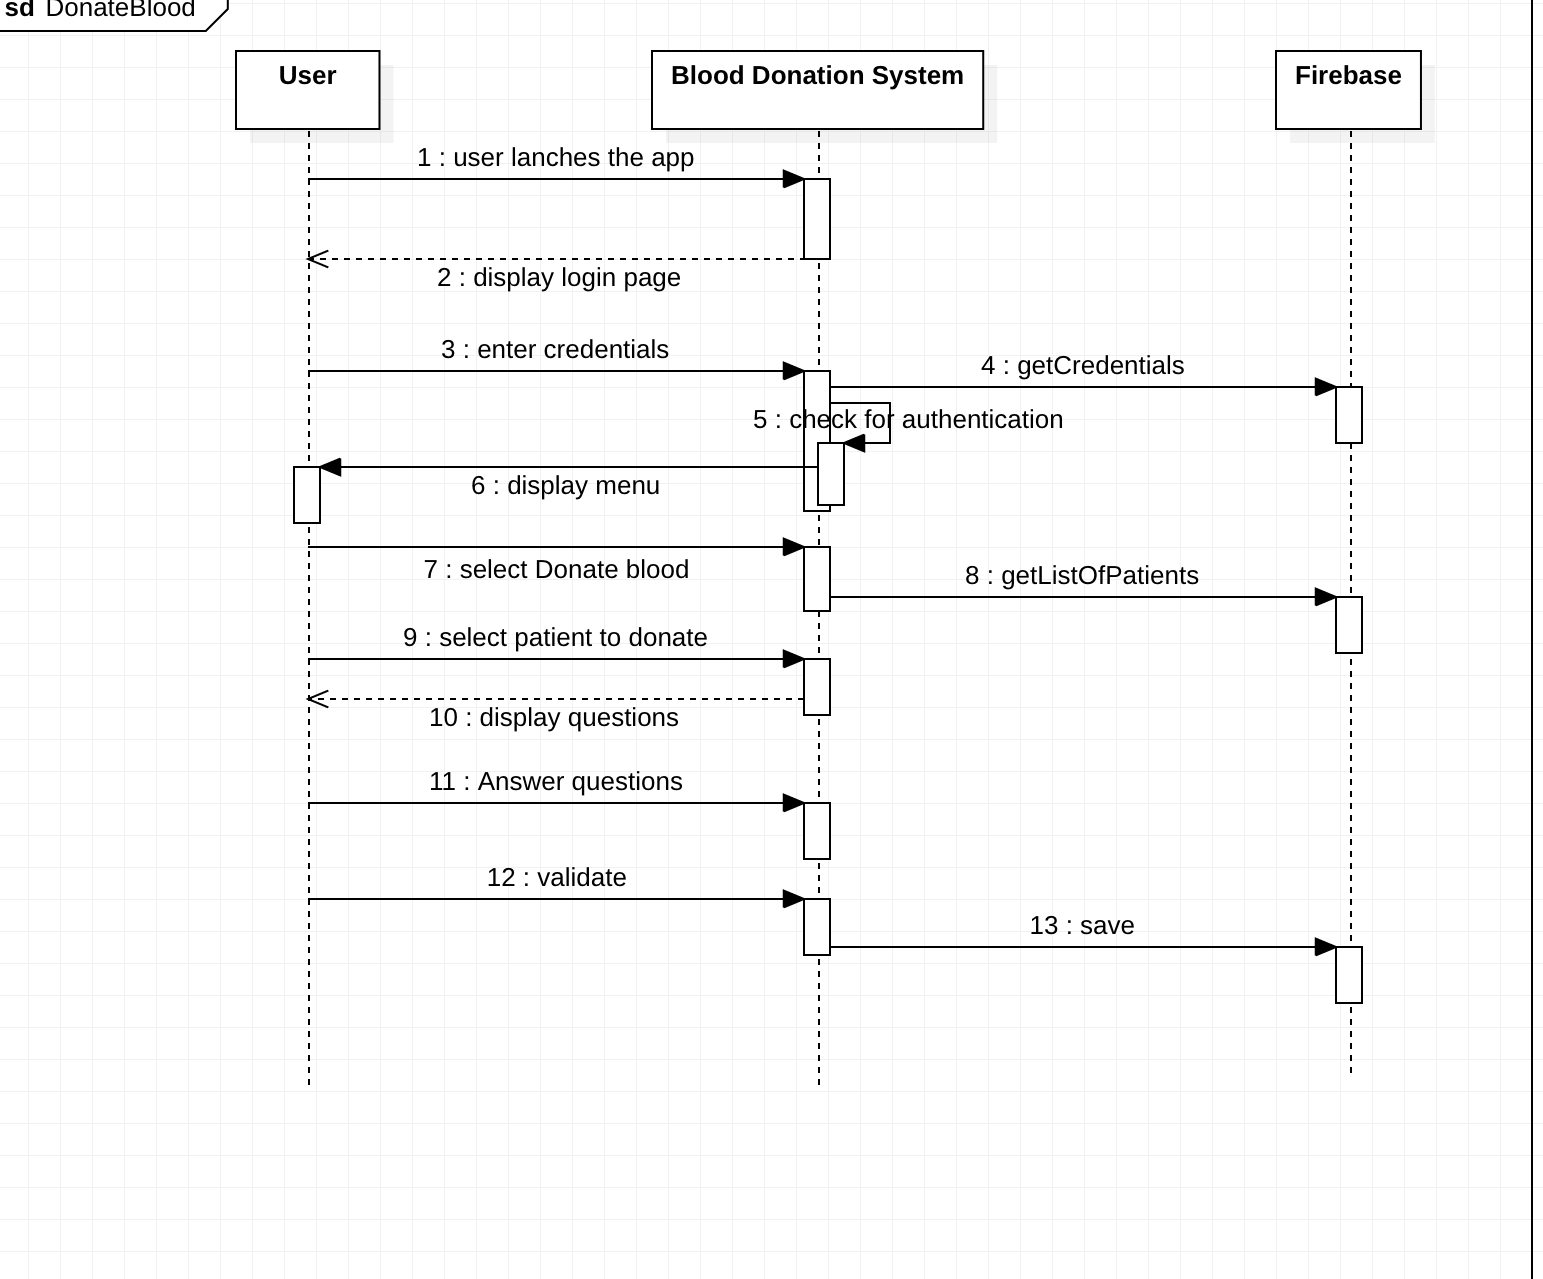 sd DonateBlood
User
Blood Donation System
Firebase
1 : user lanches the app
2 : display login page
3 : enter credentials
4 : getCredentials
5 : check for authentication
6 : display menu
7 : select Donate blood
8 : getListOfPatients
9 : select patient to donate
10 : display questions
11 : Answer questions
12 : validate
13 : save